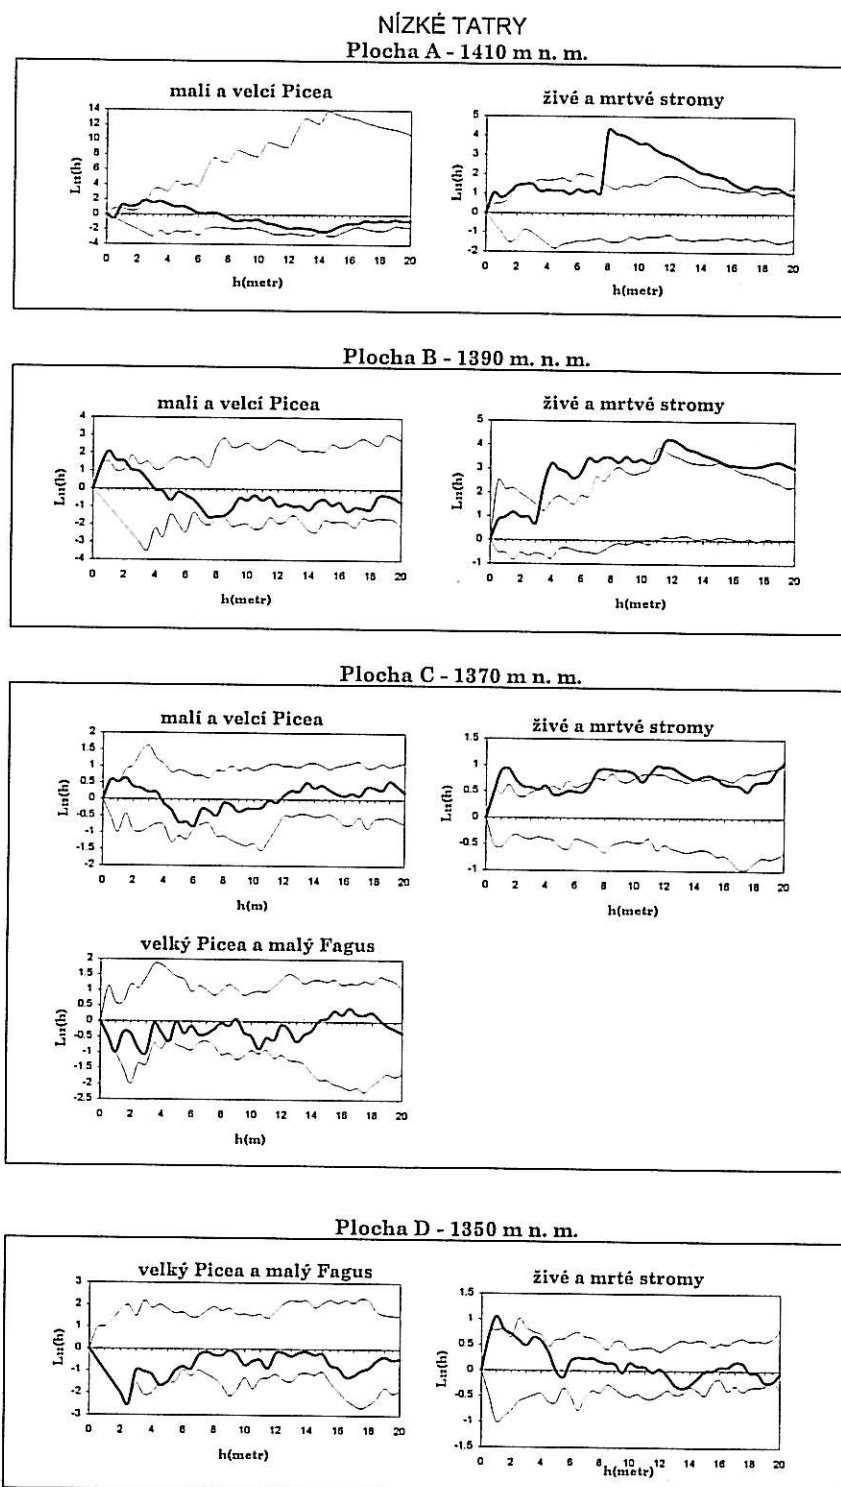 NÍZKÉ TATRY
Plocha A - 1410 m n. m.
malí a velcí Picea
14
12
10
8
6
4
2
0
-2
-4
L₁₂(h)
0 2 4 6 8 10 12 14 16 18 20
h(metr)
živé a mrtvé stromy
5
4
3
2
1
0
-1
-2
L₁₂(h)
0 2 4 6 8 10 12 14 16 18 20
h(metr)
Plocha B - 1390 m. n. m.
malí a velcí Picea
4
3
2
1
0
-1
-2
-3
-4
L₁₂(h)
0 2 4 6 8 10 12 14 16 18 20
h(metr)
živé a mrtvé stromy
5
4
3
2
1
0
-1
L₁₂(h)
0 2 4 6 8 10 12 14 16 18 20
h(metr)
Plocha C - 1370 m n. m.
malí a velcí Picea
2
1.5
1
0.5
0
-0.5
-1
-1.5
-2
L₁₂(h)
0 2 4 6 8 10 12 14 16 18 20
h(m)
živé a mrtvé stromy
1.5
1
0.5
0
-0.5
-1
L₁₂(h)
0 2 4 6 8 10 12 14 16 18 20
h(metr)
velký Picea a malý Fagus
2
1.5
1
0.5
0
-0.5
-1
-1.5
-2
-2.5
L₁₂(h)
0 2 4 6 8 10 12 14 16 18 20
h(m)
Plocha D - 1350 m n. m.
velký Picea a malý Fagus
3
2
1
0
-1
-2
-3
L₁₂(h)
0 2 4 6 8 10 12 14 16 18 20
h(metr)
živé a mrté stromy
1.5
1
0.5
0
-0.5
-1
-1.5
L₁₂(h)
0 2 4 6 8 10 12 14 16 18 20
h(metr)